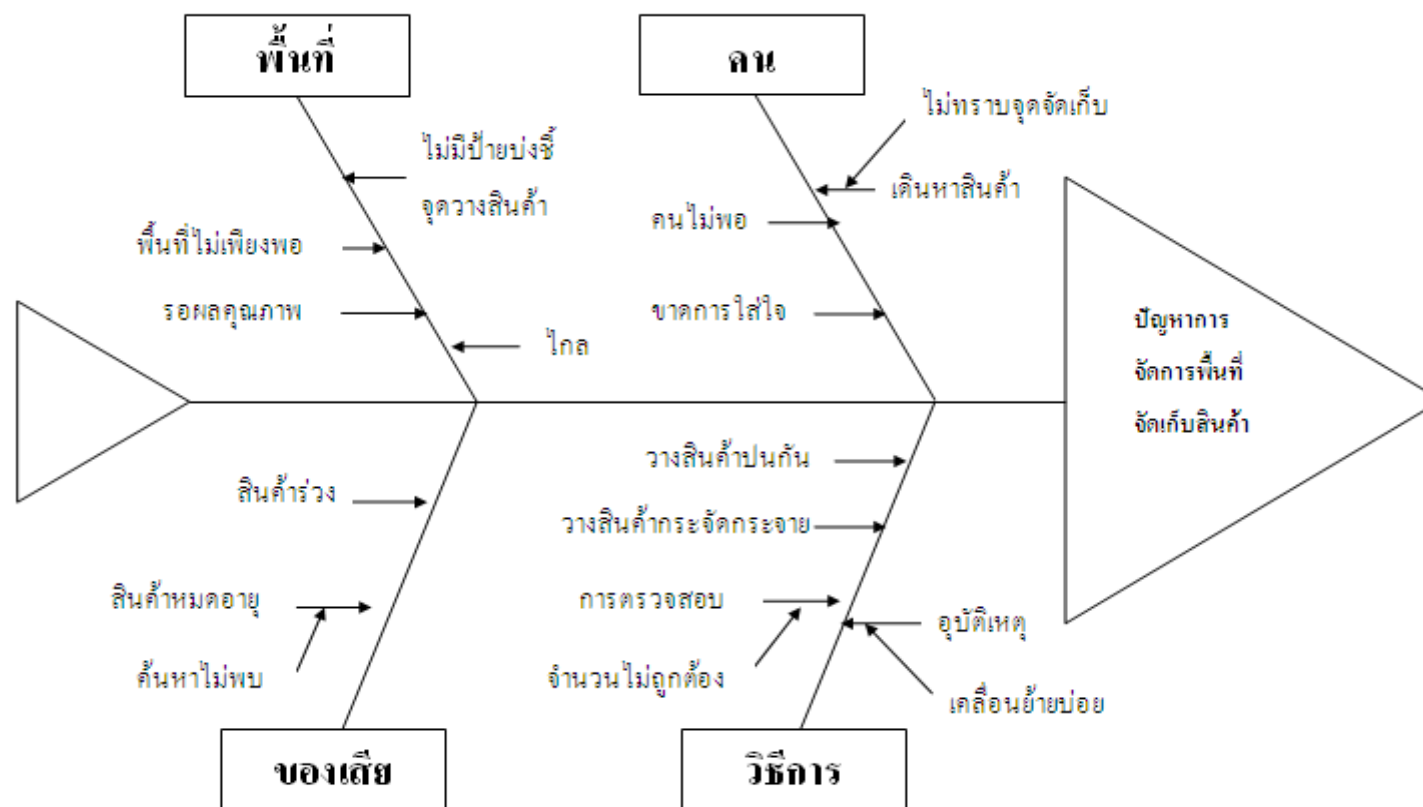 พื้นที่
คน
ไม่มีป้ายบ่งชี้
จุดวางสินค้า
พื้นที่ไม่เพียงพอ
รอผลคุณภาพ
ไกล
ไม่ทราบจุดจัดเก็บ
เดินหาสินค้า
คนไม่พอ
ขาดการใส่ใจ
ปัญหาการ
จัดการพื้นที่
จัดเก็บสินค้า
สินค้าร่วง
สินค้าหมดอายุ
ค้นหาไม่พบ
วางสินค้าปนกัน
วางสินค้ากระจัดกระจาย
การตรวจสอบ
จำนวนไม่ถูกต้อง
อุบัติเหตุ
เคลื่อนย้ายบ่อย
ของเสีย
วิธีการ